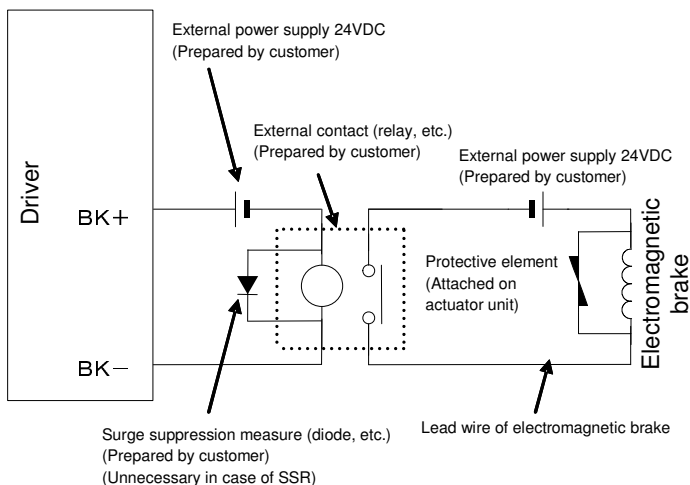 External power supply 24VDC
(Prepared by customer)
External contact (relay, etc.)
(Prepared by customer)
External power supply 24VDC
(Prepared by customer)
Driver
BK+
Protective element
(Attached on
actuator unit)
Electromagnetic
brake
BK−
Lead wire of electromagnetic brake
Surge suppression measure (diode, etc.)
(Prepared by customer)
(Unnecessary in case of SSR)